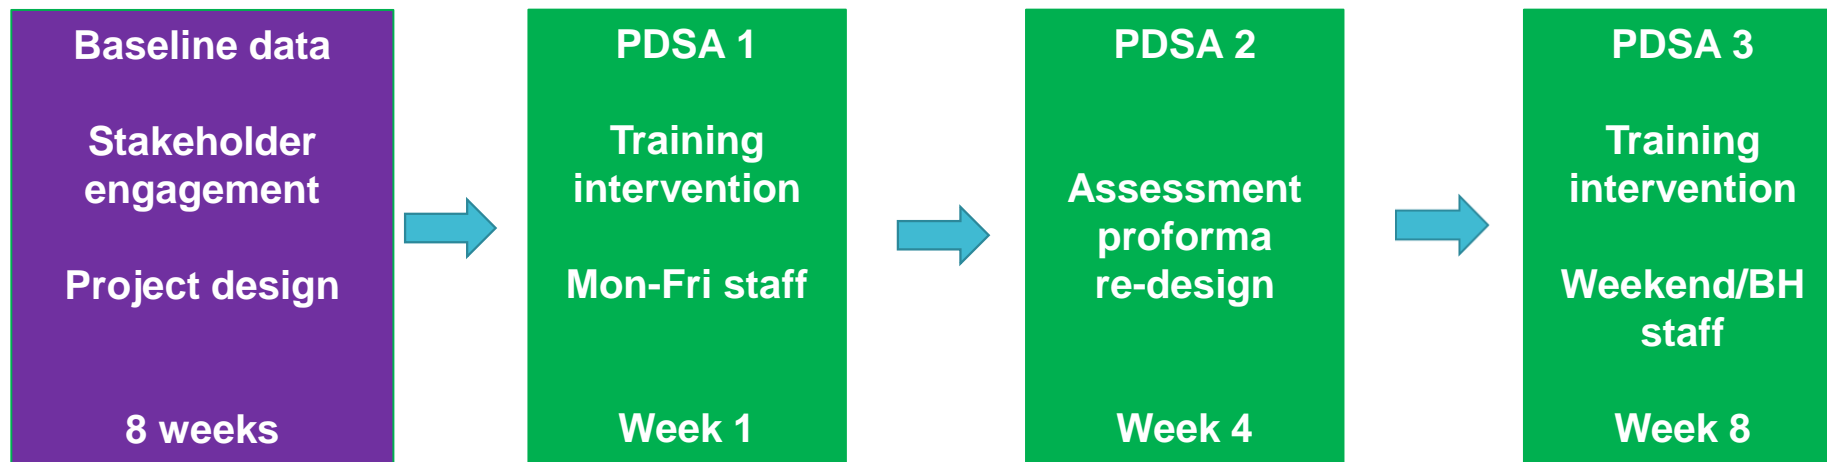 Baseline data
Stakeholder
engagement
Project design
8 weeks
PDSA 1
Training
intervention
Mon-Fri staff
Week 1
PDSA 2
Assessment
proforma
re-design
Week 4
PDSA 3
Training
intervention
Weekend/BH
staff
Week 8